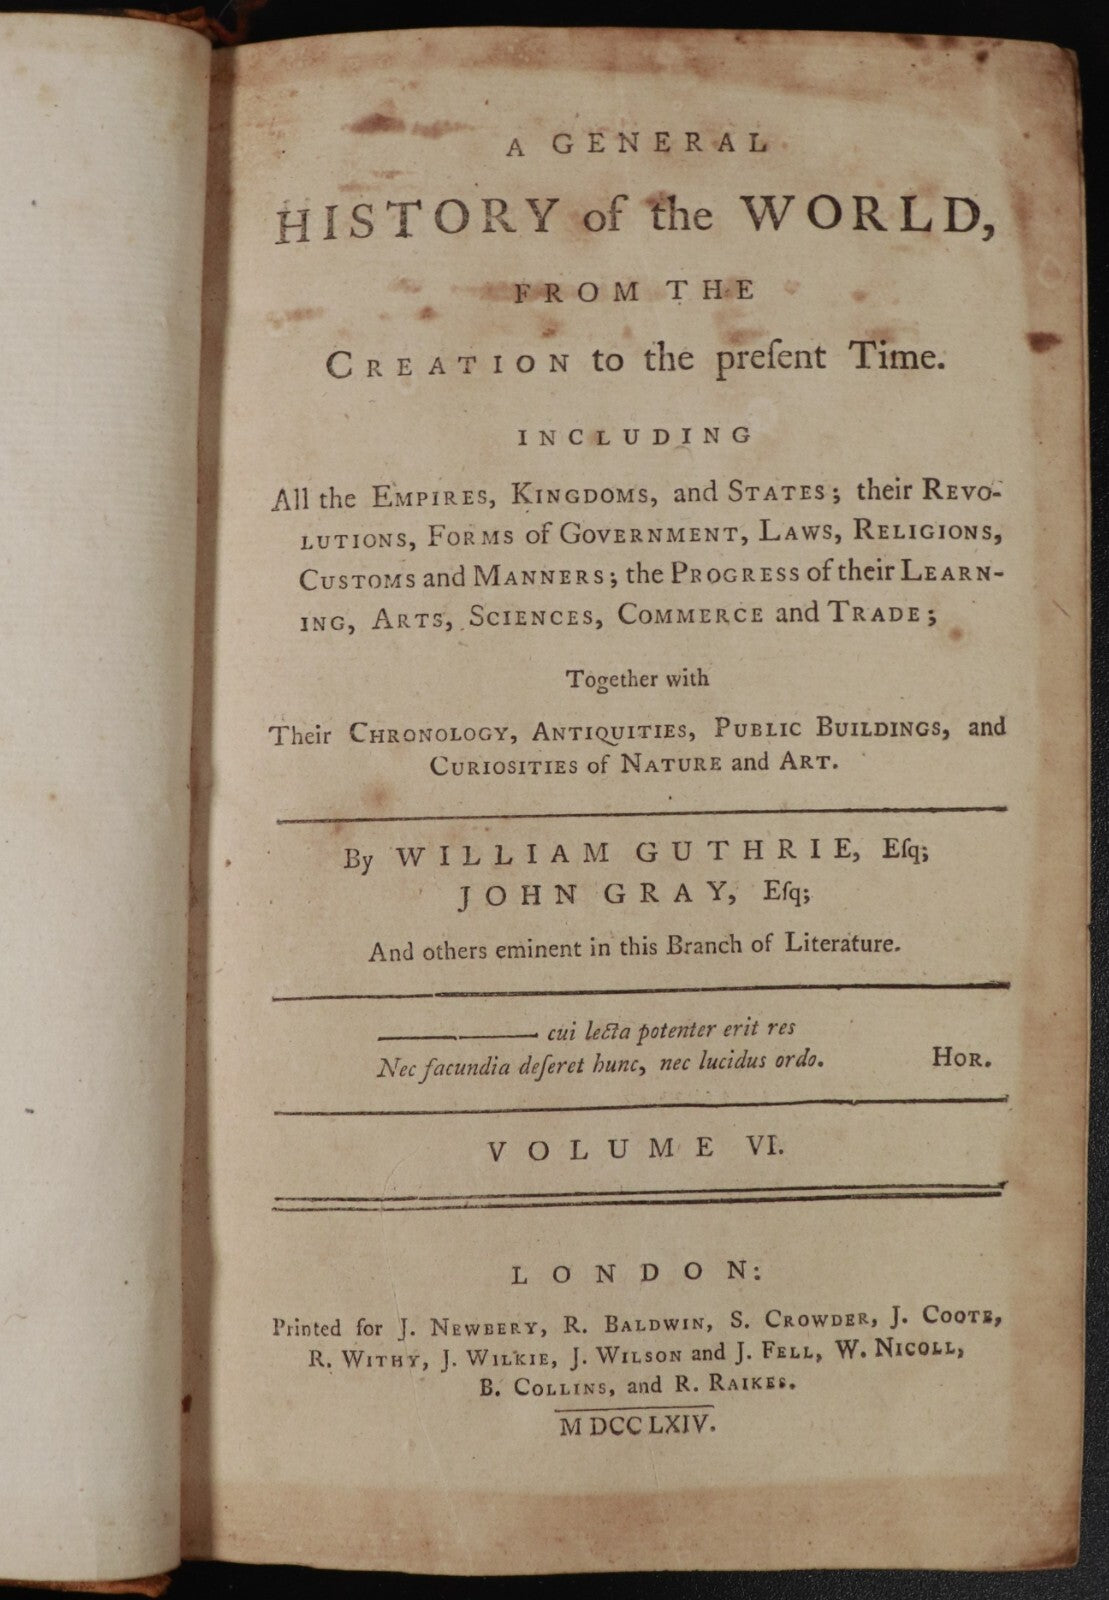 A GENERAL
HISTORY of the WORLD,
FROM THE
CREATION to the preſent Time.
INCLUDING
All the EMPIRES, KINGDOMS, and STATES; their REVO-
LUTIONS, FORMS of GOVERNMENT, LAWS, RELIGIONS,
CUSTOMS and MANNERS; the PROGRESS of their LEARN-
ING, ARTS, SCIENCES, COMMERCE and TRADE;
Together with
Their CHRONOLOGY, ANTIQUITIES, PUBLIC BUILDINGS, and
CURIOSITIES of NATURE and ART.
By WILLIAM GUTHRIE, Eſq;
JOHN GRAY, Eſq;
And others eminent in this Branch of Literature.
——— cui lecta potenter erit res
Nec facundia deſeret hunc, nec lucidus ordo. HOR.
VOLUME VI.
LONDON:
Printed for J. NEWBERY, R. BALDWIN, S. CROWDER, J. COOTE,
R. WITHY, J. WILKIE, J. WILSON and J. FELL, W. NICOLL,
B. COLLINS, and R. RAIKES.
M DCC LXIV.